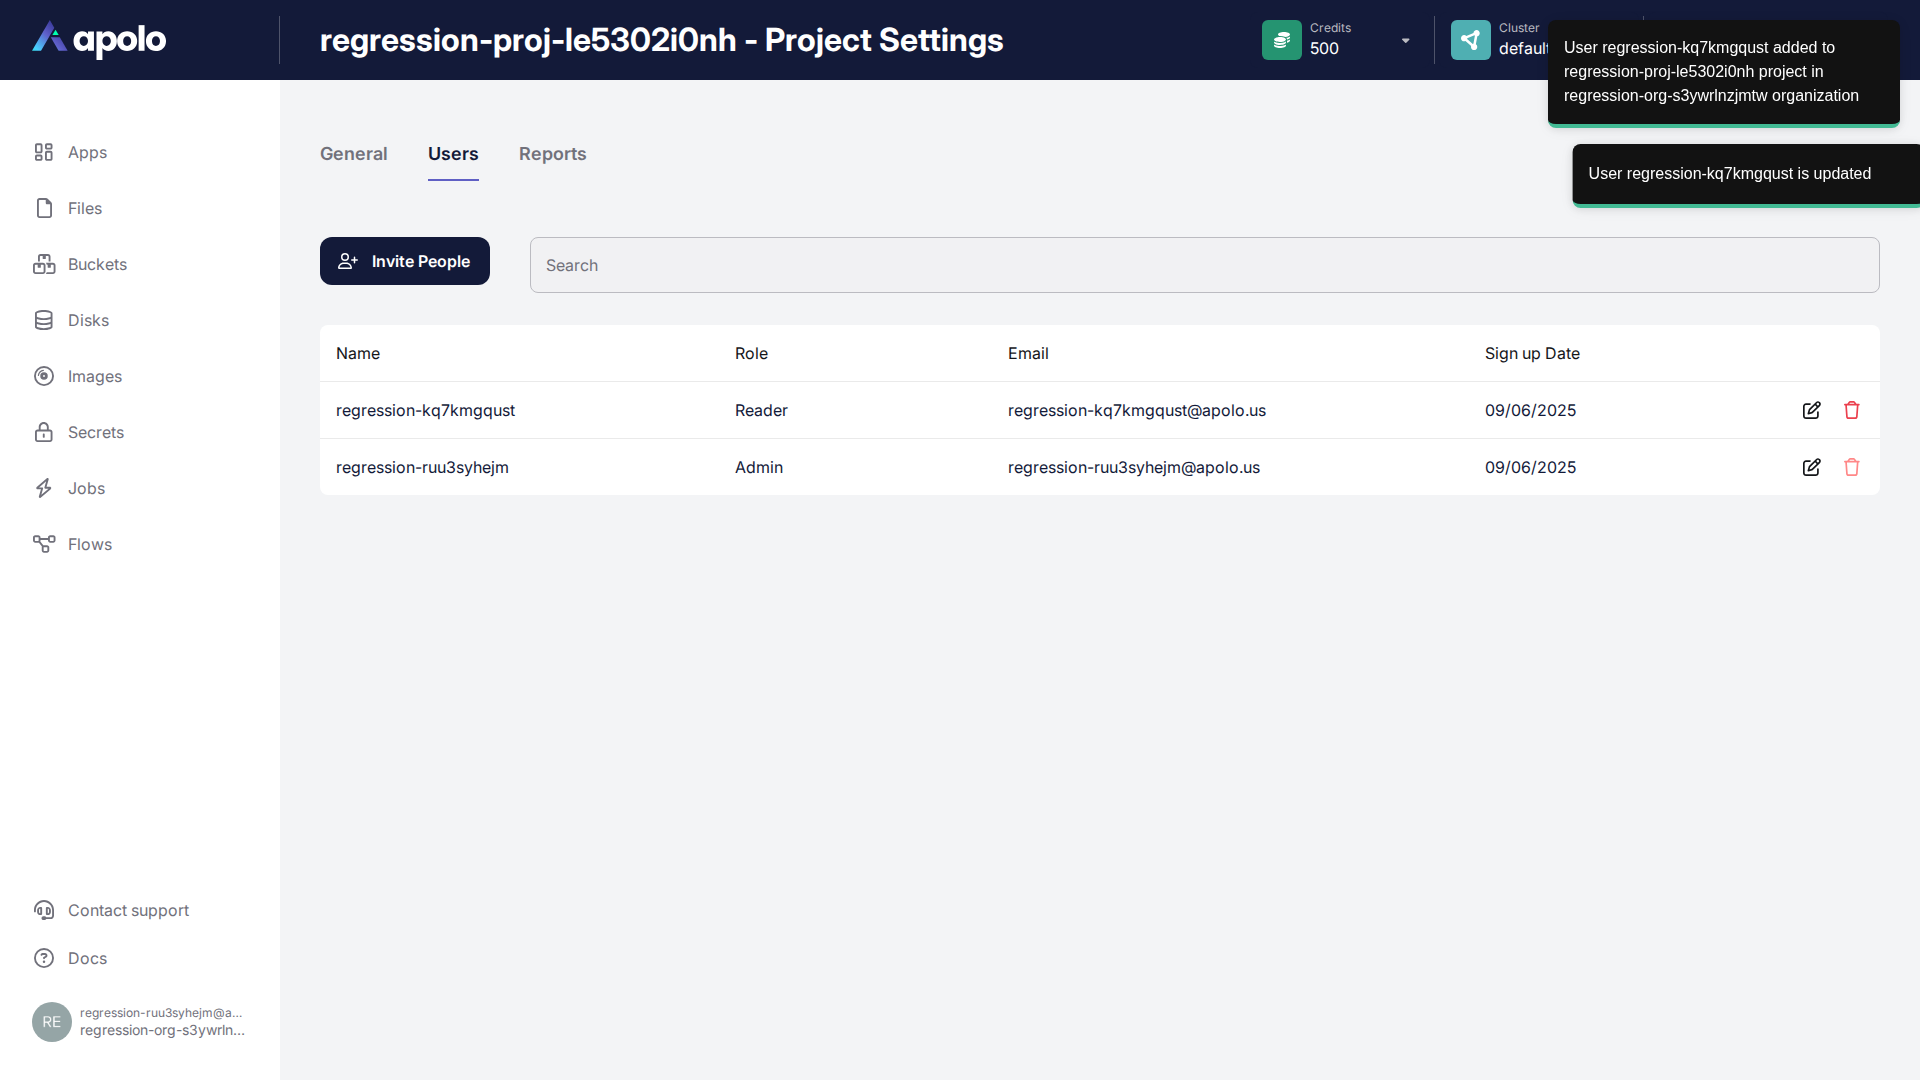 apolo
regression-proj-le5302i0nh - Project Settings
Credits
500
Cluster
default
User regression-kq7kmgqust added to
regression-proj-le5302i0nh project in
regression-org-s3ywrlnzjmtw organization
User regression-kq7kmgqust is updated
Apps
Files
Buckets
Disks
Images
Secrets
Jobs
Flows
Contact support
Docs
RE
regression-ruu3syhejm@a...
regression-org-s3ywrln...
General Users Reports
Invite People
Search
Name Role Email Sign up Date
regression-kq7kmgqust Reader regression-kq7kmgqust@apolo.us 09/06/2025
regression-ruu3syhejm Admin regression-ruu3syhejm@apolo.us 09/06/2025